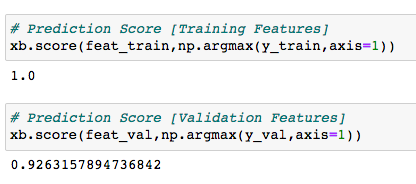 # Prediction Score [Training Features]
xb.score(feat_train,np.argmax(y_train,axis=1))
1.0
# Prediction Score [Validation Features]
xb.score(feat_val,np.argmax(y_val,axis=1))
0.9263157894736842